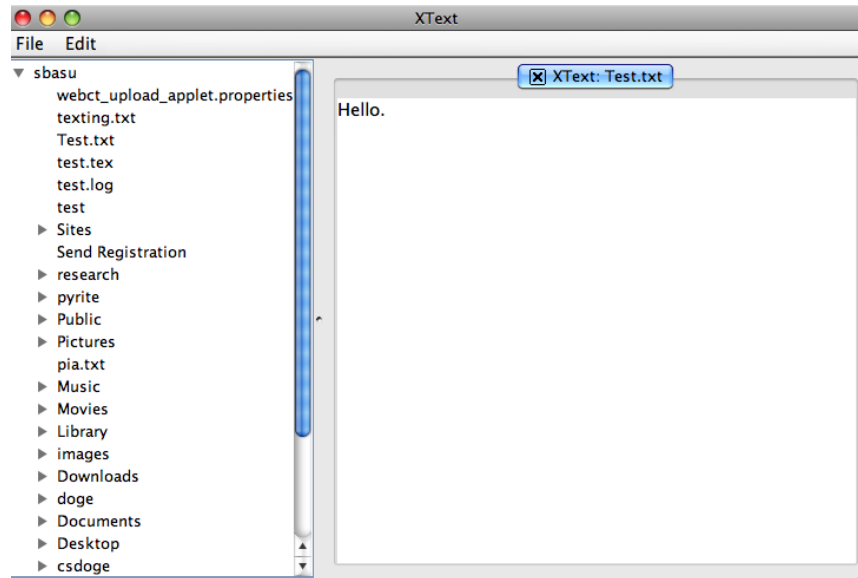 XText
File Edit
sbasu
webct_upload_applet.properties
texting.txt
Test.txt
test.tex
test.log
test
Sites
Send Registration
research
pyrite
Public
Pictures
pia.txt
Music
Movies
Library
images
Downloads
doge
Documents
Desktop
csdoge
XText: Test.txt
Hello.